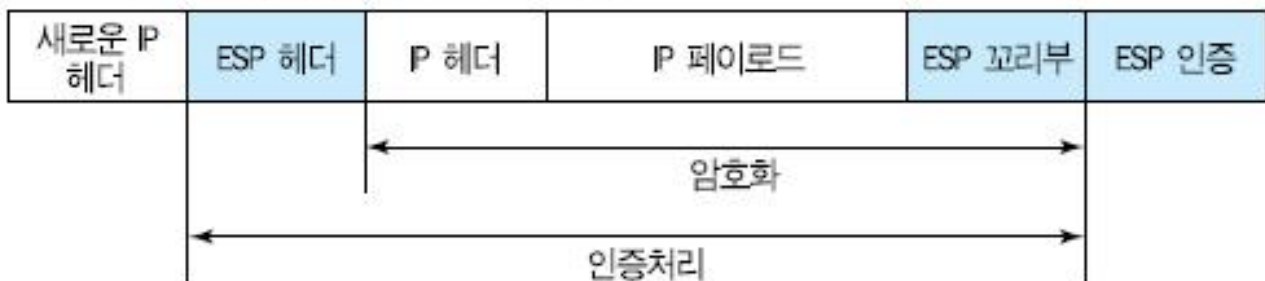 새로운 IP
헤더
ESP 헤더
IP 헤더
IP 페이로드
ESP 꼬리부
ESP 인증
암호화
인증처리